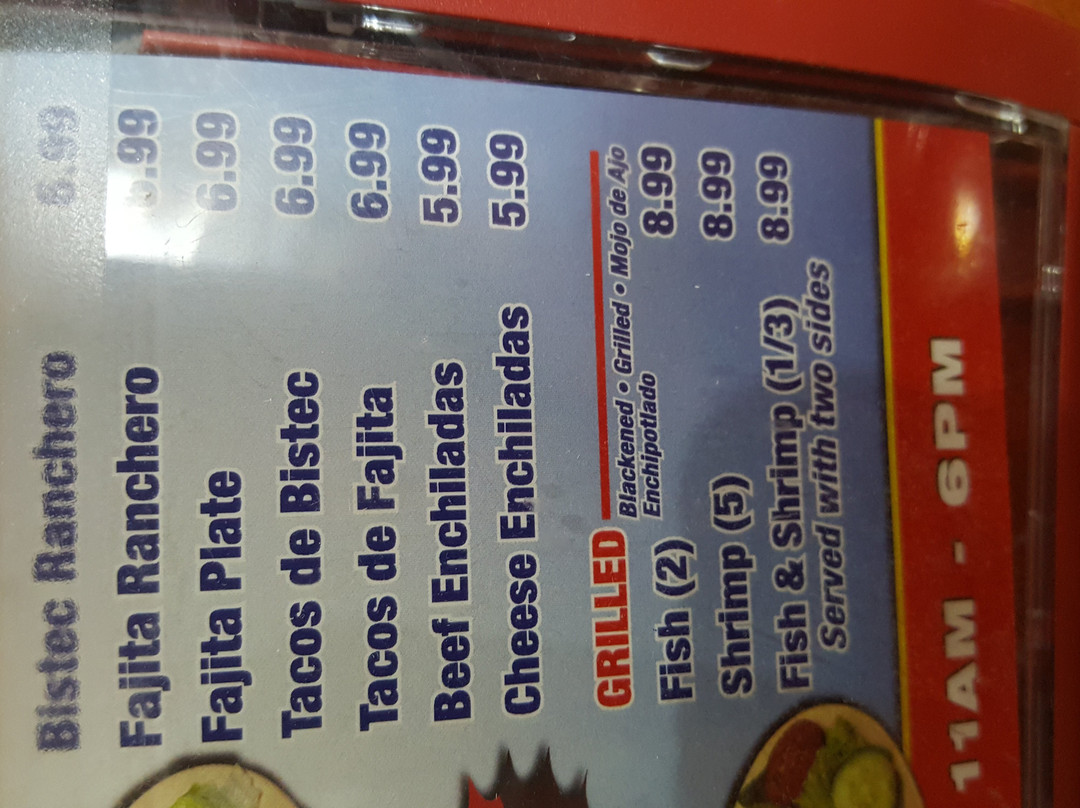 Bistec Ranchero 6.99
Fajita Ranchero 6.99
Fajita Plate 6.99
Tacos de Bistec 6.99
Tacos de Fajita 6.99
Beef Enchiladas 5.99
Cheese Enchiladas 5.99
GRILLED
Blackened • Grilled • Mojo de Ajo
Enchipotlado
Fish (2) 8.99
Shrimp (5) 8.99
Fish & Shrimp (1/3) 8.99
Served with two sides
11AM - 6PM